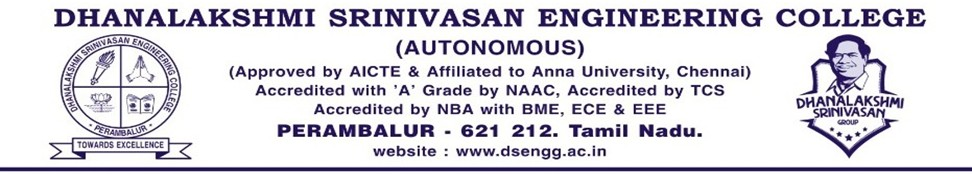 DHANALAKSHMI SRINIVASAN ENGINEERING COLLEGE
(AUTONOMOUS)
(Approved by AICTE & Affiliated to Anna University, Chennai)
Accredited with 'A' Grade by NAAC, Accredited by TCS
Accredited by NBA with BME, ECE & EEE
PERAMBALUR - 621 212. Tamil Nadu.
website : www.dsengg.ac.in
DHANALAKSHMI SRINIVASAN ENGINEERING COLLEGE
- PERAMBALUR -
TOWARDS EXCELLENCE
DHANALAKSHMI
SRINIVASAN
GROUP